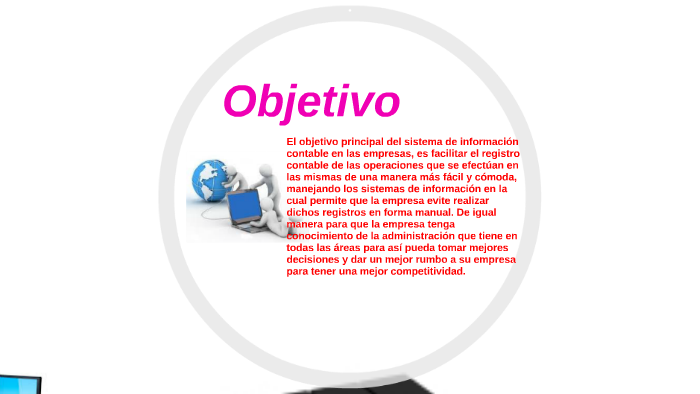 Objetivo
El objetivo principal del sistema de información
contable en las empresas, es facilitar el registro
contable de las operaciones que se efectúan en
las mismas de una manera más fácil y cómoda,
manejando los sistemas de información en la
cual permite que la empresa evite realizar
dichos registros en forma manual. De igual
manera para que la empresa tenga
conocimiento de la administración que tiene en
todas las áreas para así pueda tomar mejores
decisiones y dar un mejor rumbo a su empresa
para tener una mejor competitividad.